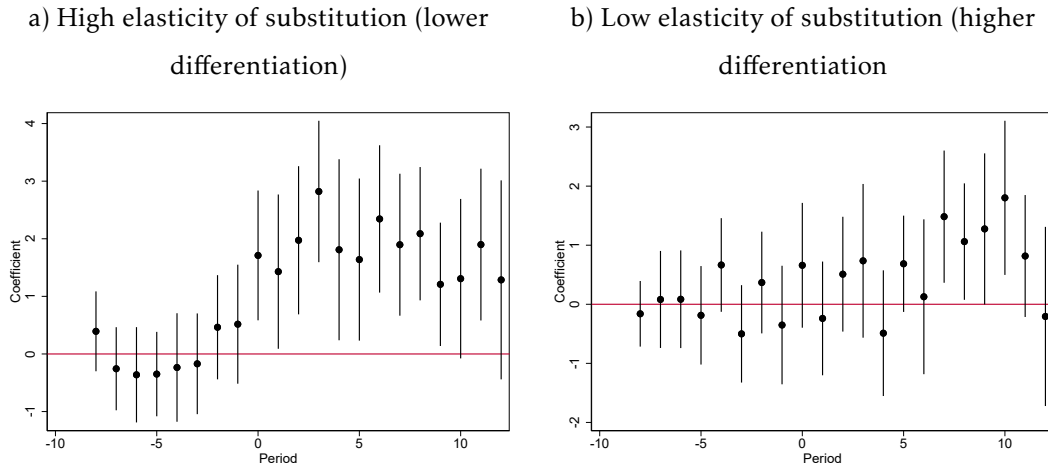 a) High elasticity of substitution (lower
differentiation)
b) Low elasticity of substitution (higher
differentiation
4
3
2
1
0
-1
Coefficient
-10
-5
0
5
10
Period
3
2
1
0
-1
-2
Coefficient
-10
-5
0
5
10
Period